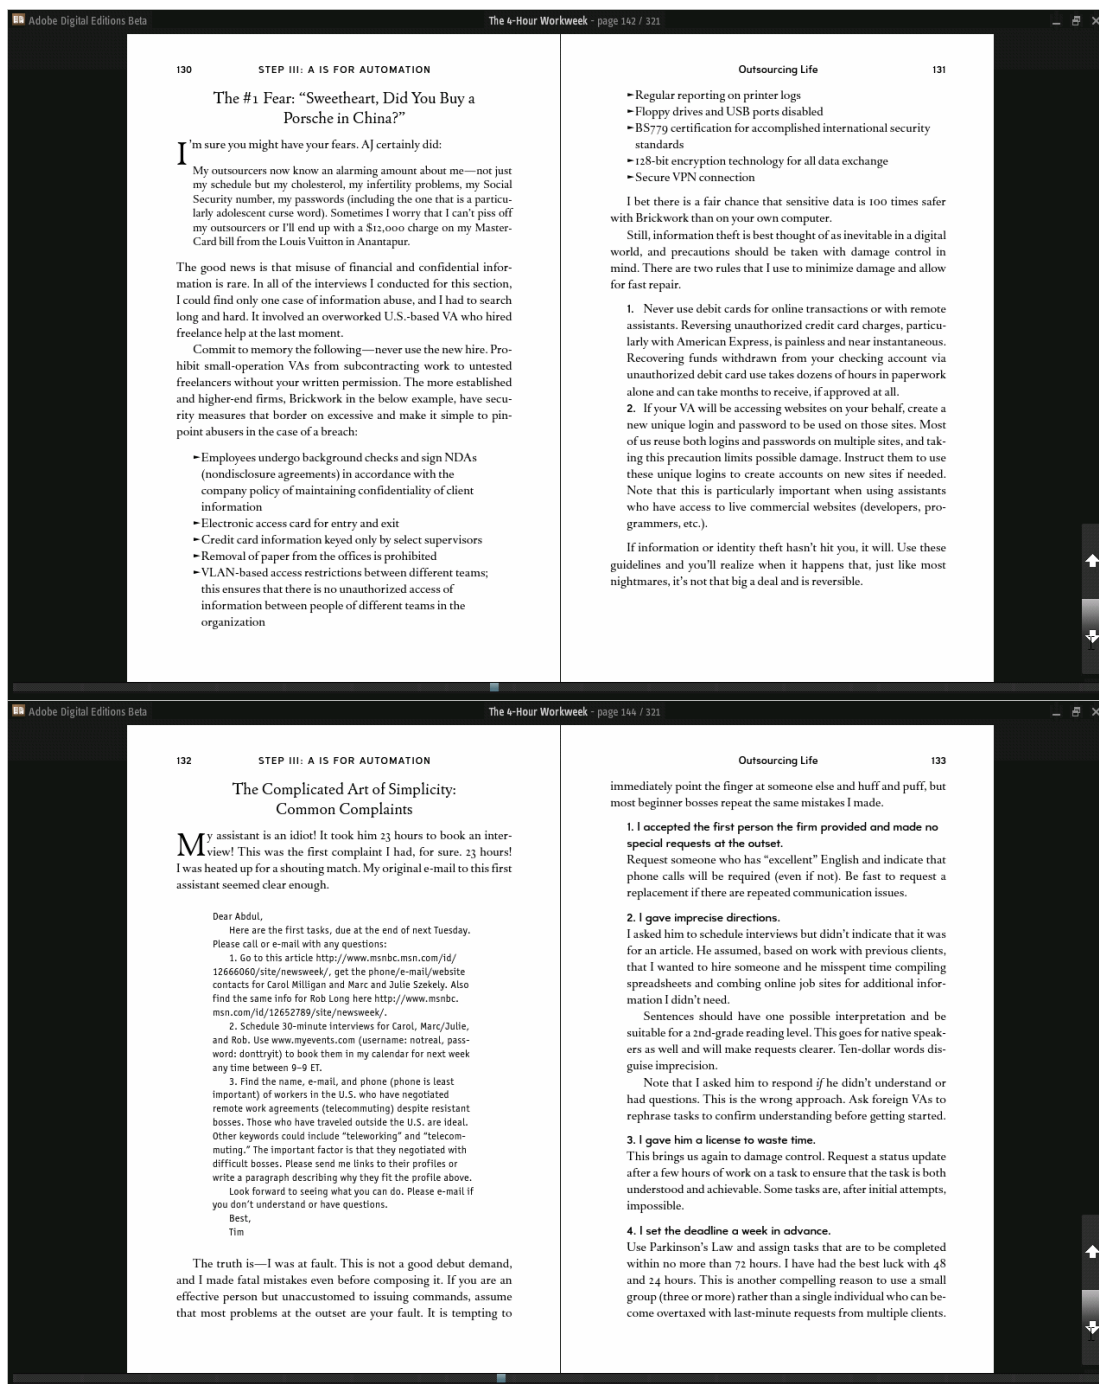 Adobe Digital Editions Beta
The 4-Hour Workweek - page 142 / 321
130 STEP III: A IS FOR AUTOMATION
The #1 Fear: “Sweetheart, Did You Buy a
Porsche in China?”
I’m sure you might have your fears. AJ certainly did:
My outsourcers now know an alarming amount about me—not just
my schedule but my cholesterol, my infertility problems, my Social
Security number, my passwords (including the one that is a particu-
larly adolescent curse word). Sometimes I worry that I can’t piss off
my outsourcers or I’ll end up with a $12,000 charge on my Master-
Card bill from the Louis Vuitton in Anantapur.
The good news is that misuse of financial and confidential infor-
mation is rare. In all of the interviews I conducted for this section,
I could find only one case of information abuse, and I had to search
long and hard. It involved an overworked U.S.-based VA who hired
freelance help at the last moment.
Commit to memory the following—never use the new hire. Pro-
hibit small-operation VAs from subcontracting work to untested
freelancers without your written permission. The more established
and higher-end firms, Brickwork in the below example, have secu-
rity measures that border on excessive and make it simple to pin-
point abusers in the case of a breach:
►Employees undergo background checks and sign NDAs
(nondisclosure agreements) in accordance with the
company policy of maintaining confidentiality of client
information
►Electronic access card for entry and exit
►Credit card information keyed only by select supervisors
►Removal of paper from the offices is prohibited
►VLAN-based access restrictions between different teams;
this ensures that there is no unauthorized access of
information between people of different teams in the
organization
Outsourcing Life 131
►Regular reporting on printer logs
►Floppy drives and USB ports disabled
►BS779 certification for accomplished international security
standards
►128-bit encryption technology for all data exchange
►Secure VPN connection
I bet there is a fair chance that sensitive data is 100 times safer
with Brickwork than on your own computer.
Still, information theft is best thought of as inevitable in a digital
world, and precautions should be taken with damage control in
mind. There are two rules that I use to minimize damage and allow
for fast repair.
1. Never use debit cards for online transactions or with remote
assistants. Reversing unauthorized credit card charges, particu-
larly with American Express, is painless and near instantaneous.
Recovering funds withdrawn from your checking account via
unauthorized debit card use takes dozens of hours in paperwork
alone and can take months to receive, if approved at all.
2. If your VA will be accessing websites on your behalf, create a
new unique login and password to be used on those sites. Most
of us reuse both logins and passwords on multiple sites, and tak-
ing this precaution limits possible damage. Instruct them to use
these unique logins to create accounts on new sites if needed.
Note that this is particularly important when using assistants
who have access to live commercial websites (developers, pro-
grammers, etc.).
If information or identity theft hasn’t hit you, it will. Use these
guidelines and you’ll realize when it happens that, just like most
nightmares, it’s not that big a deal and is reversible.
Adobe Digital Editions Beta
The 4-Hour Workweek - page 144 / 321
132 STEP III: A IS FOR AUTOMATION
The Complicated Art of Simplicity:
Common Complaints
My assistant is an idiot! It took him 23 hours to book an inter-
view! This was the first complaint I had, for sure. 23 hours!
I was heated up for a shouting match. My original e-mail to this first
assistant seemed clear enough.
Dear Abdul,
Here are the first tasks, due at the end of next Tuesday.
Please call or e-mail with any questions:
1. Go to this article http://www.msnbc.msn.com/id/
12666060/site/newsweek/, get the phone/e-mail/website
contacts for Carol Milligan and Marc and Julie Szekely. Also
find the same info for Rob Long here http://www.msnbc.
msn.com/id/12652789/site/newsweek/.
2. Schedule 30-minute interviews for Carol, Marc/Julie,
and Rob. Use www.myevents.com (username: notreal, pass-
word: donttryit) to book them in my calendar for next week
any time between 9–9 ET.
3. Find the name, e-mail, and phone (phone is least
important) of workers in the U.S. who have negotiated
remote work agreements (telecommuting) despite resistant
bosses. Those who have traveled outside the U.S. are ideal.
Other keywords could include “teleworking” and “telecom-
muting.” The important factor is that they negotiated with
difficult bosses. Please send me links to their profiles or
write a paragraph describing why they fit the profile above.
Look forward to seeing what you can do. Please e-mail if
you don’t understand or have questions.
Best,
Tim
The truth is—I was at fault. This is not a good debut demand,
and I made fatal mistakes even before composing it. If you are an
effective person but unaccustomed to issuing commands, assume
that most problems at the outset are your fault. It is tempting to
Outsourcing Life 133
immediately point the finger at someone else and huff and puff, but
most beginner bosses repeat the same mistakes I made.
1. I accepted the first person the firm provided and made no
special requests at the outset.
Request someone who has “excellent” English and indicate that
phone calls will be required (even if not). Be fast to request a
replacement if there are repeated communication issues.
2. I gave imprecise directions.
I asked him to schedule interviews but didn’t indicate that it was
for an article. He assumed, based on work with previous clients,
that I wanted to hire someone and he misspent time compiling
spreadsheets and combing online job sites for additional infor-
mation I didn’t need.
Sentences should have one possible interpretation and be
suitable for a 2nd-grade reading level. This goes for native speak-
ers as well and will make requests clearer. Ten-dollar words dis-
guise imprecision.
Note that I asked him to respond if he didn’t understand or
had questions. This is the wrong approach. Ask foreign VAs to
rephrase tasks to confirm understanding before getting started.
3. I gave him a license to waste time.
This brings us again to damage control. Request a status update
after a few hours of work on a task to ensure that the task is both
understood and achievable. Some tasks are, after initial attempts,
impossible.
4. I set the deadline a week in advance.
Use Parkinson’s Law and assign tasks that are to be completed
within no more than 72 hours. I have had the best luck with 48
and 24 hours. This is another compelling reason to use a small
group (three or more) rather than a single individual who can be-
come overtaxed with last-minute requests from multiple clients.